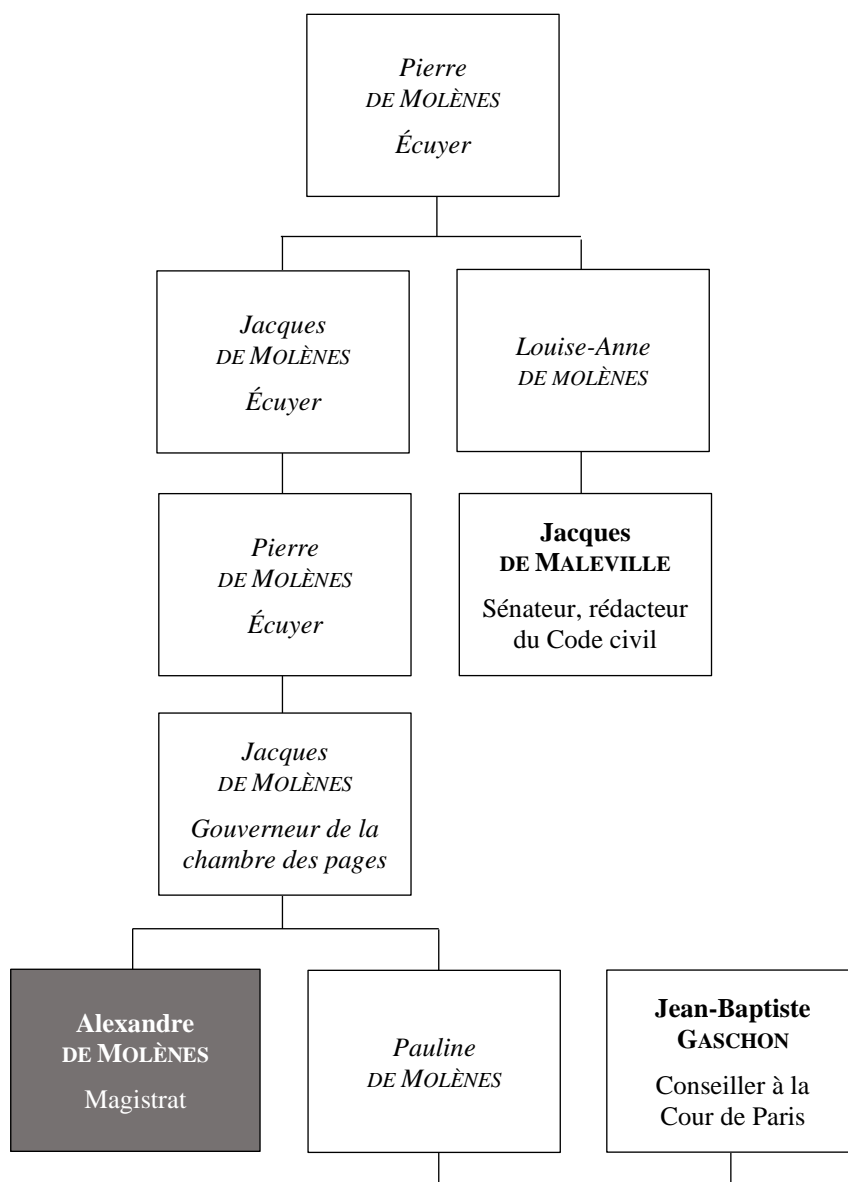 Pierre
DE MOLÈNES
Écuyer
Jacques
DE MOLÈNES
Écuyer
Louise-Anne
DE MOLÈNES
Pierre
DE MOLÈNES
Écuyer
Jacques
DE MALEVILLE
Sénateur, rédacteur
du Code civil
Jacques
DE MOLÈNES
Gouverneur de la
chambre des pages
Alexandre
DE MOLÈNES
Magistrat
Pauline
DE MOLÈNES
Jean-Baptiste
GASCHON
Conseiller à la
Cour de Paris